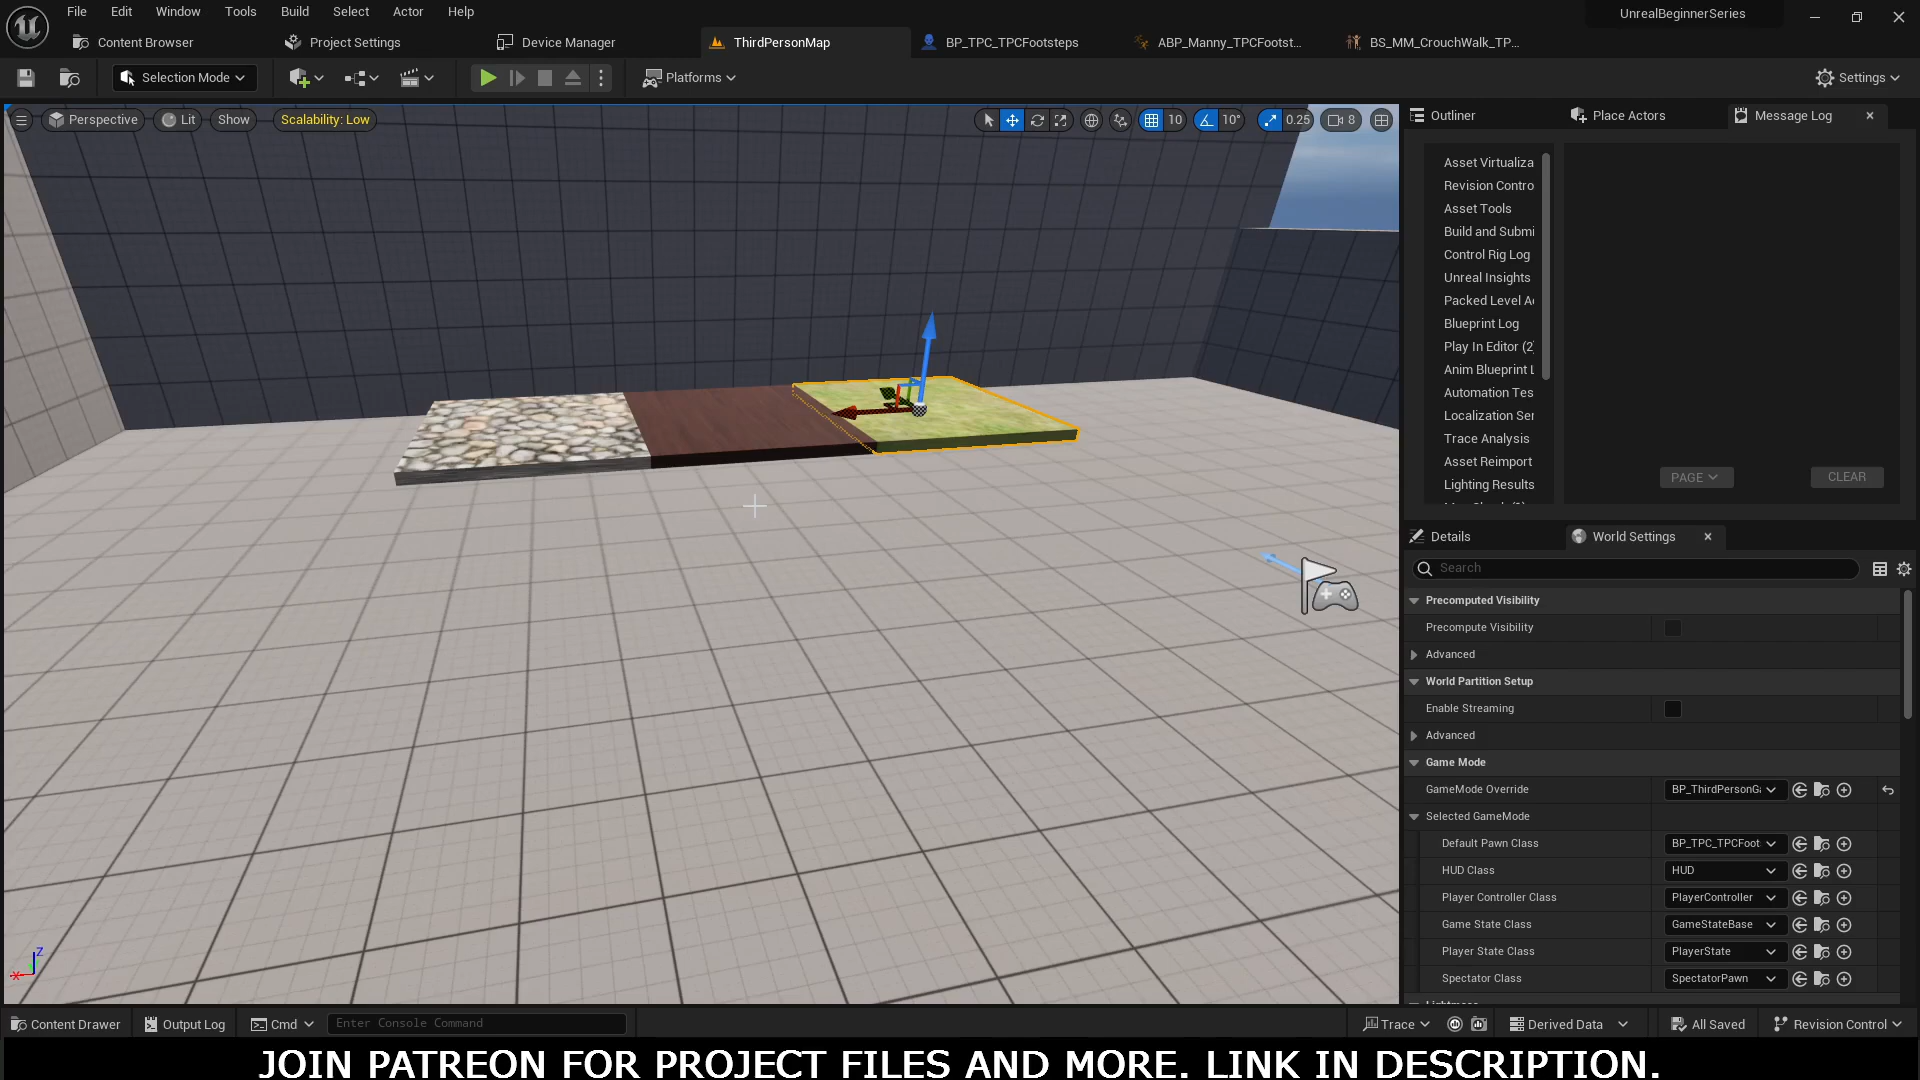 File Edit Window Tools Build Select Actor Help
UnrealBeginnerSeries
Content Browser Project Settings Device Manager ThirdPersonMap BP_TPC_TPCFootsteps ABP_Manny_TPCFootst... BS_MM_CrouchWalk_TP...
Selection Mode Platforms Settings
Perspective Lit Show Scalability: Low 10 10° 0.25 8
Outliner Place Actors Message Log
Asset Virtualiza
Revision Contro
Asset Tools
Build and Submi
Control Rig Log
Unreal Insights
Packed Level A
Blueprint Log
Play In Editor (2)
Anim Blueprint L
Automation Tes
Localization Ser
Trace Analysis
Asset Reimport
PAGE CLEAR
Lighting Results
Details World Settings
Search
Precomputed Visibility
Precompute Visibility
Advanced
World Partition Setup
Enable Streaming
Advanced
Game Mode
GameMode Override BP_ThirdPersonGa
Selected GameMode
Default Pawn Class BP_TPC_TPCFoot
HUD Class HUD
Player Controller Class PlayerController
Game State Class GameStateBase
Player State Class PlayerState
Spectator Class SpectatorPawn
Z
X
Content Drawer Output Log Cmd Enter Console Command Trace Derived Data All Saved Revision Control
JOIN PATREON FOR PROJECT FILES AND MORE. LINK IN DESCRIPTION.